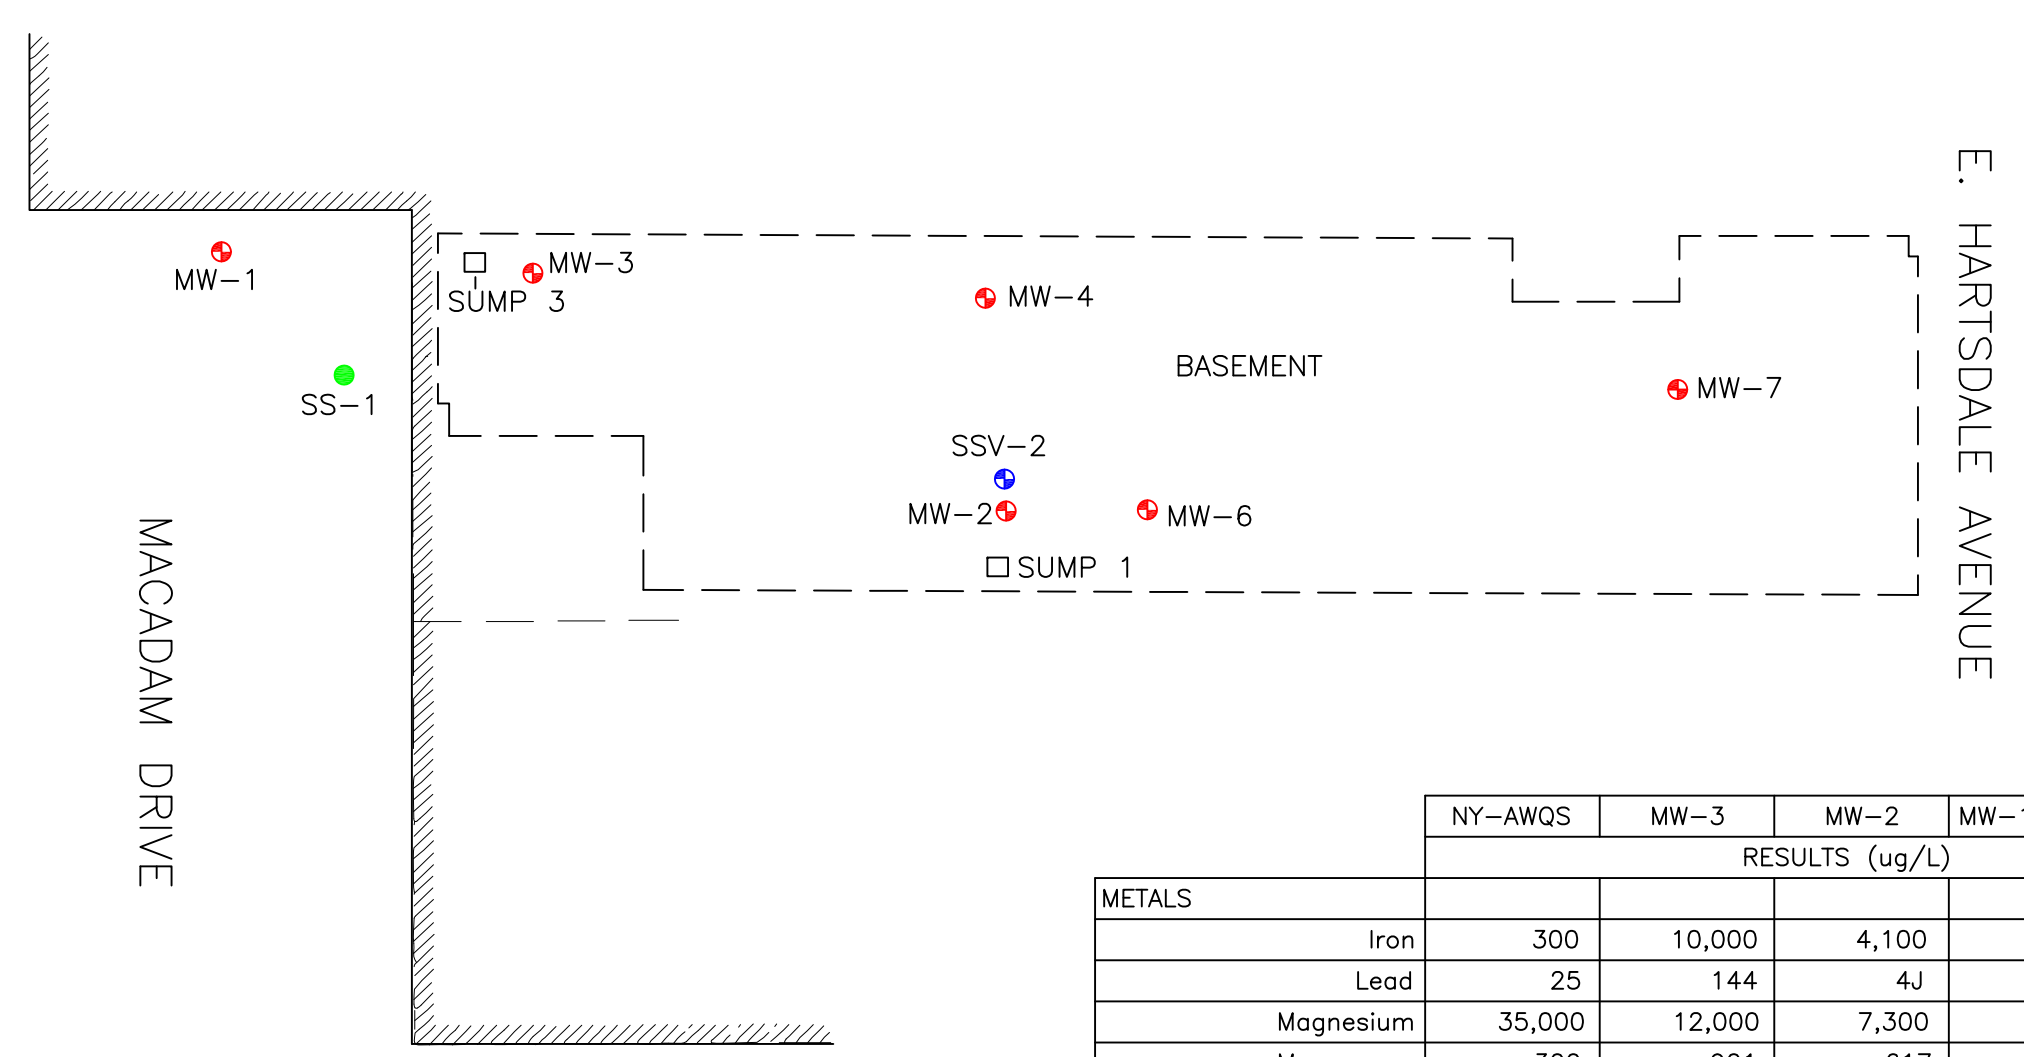 E. HARTSDALE AVENUE
MW-1
SUMP 3
MW-3
MW-4
BASEMENT
MW-7
SS-1
SSV-2
MW-2
MW-6
SUMP 1
MACADAM DRIVE
NY-AWQS MW-3 MW-2 MW-1
RESULTS (ug/L)
METALS
Iron 300 10,000 4,100
Lead 25 144 4J
Magnesium 35,000 12,000 7,300